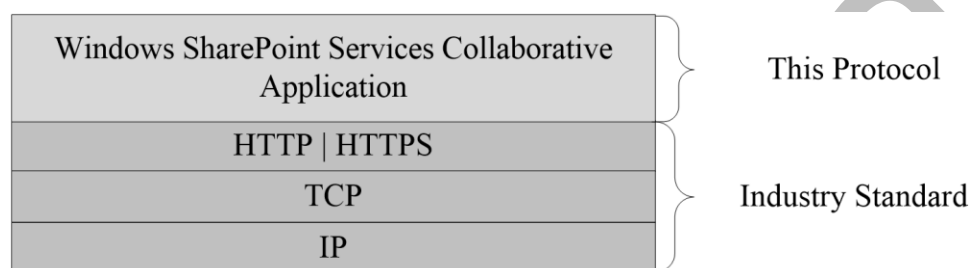 Windows SharePoint Services Collaborative
Application
This Protocol
HTTP | HTTPS
TCP
Industry Standard
IP